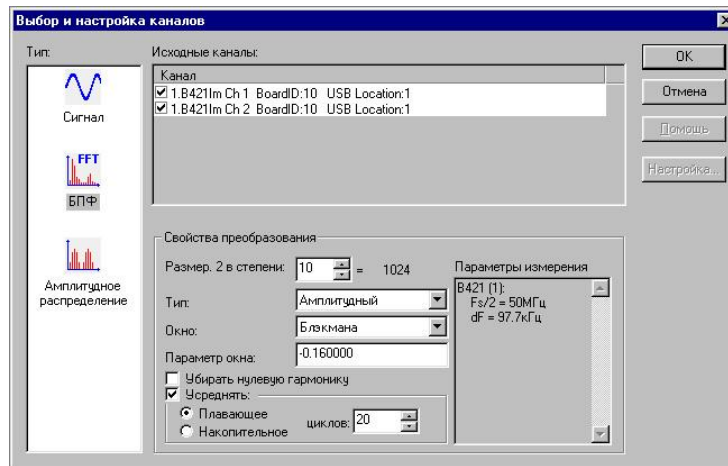 Выбор и настройка каналов
Тип:
Сигнал
FFT
БПФ
Амплитудное
распределение
Исходные каналы:
Канал
1.B421Im Ch 1 BoardID:10 USB Location:1
1.B421Im Ch 2 BoardID:10 USB Location:1
OK
Отмена
Помощь
Настройка...
Свойства преобразования
Размер. 2 в степени: 10 = 1024
Тип: Амплитудный
Окно: Блэкмана
Параметр окна: -0.160000
Убирать нулевую гармонику
Усреднять:
Плавающее
Накопительное
циклов: 20
Параметры измерения
B421 (1):
Fs/2 = 50МГц
dF = 97.7кГц